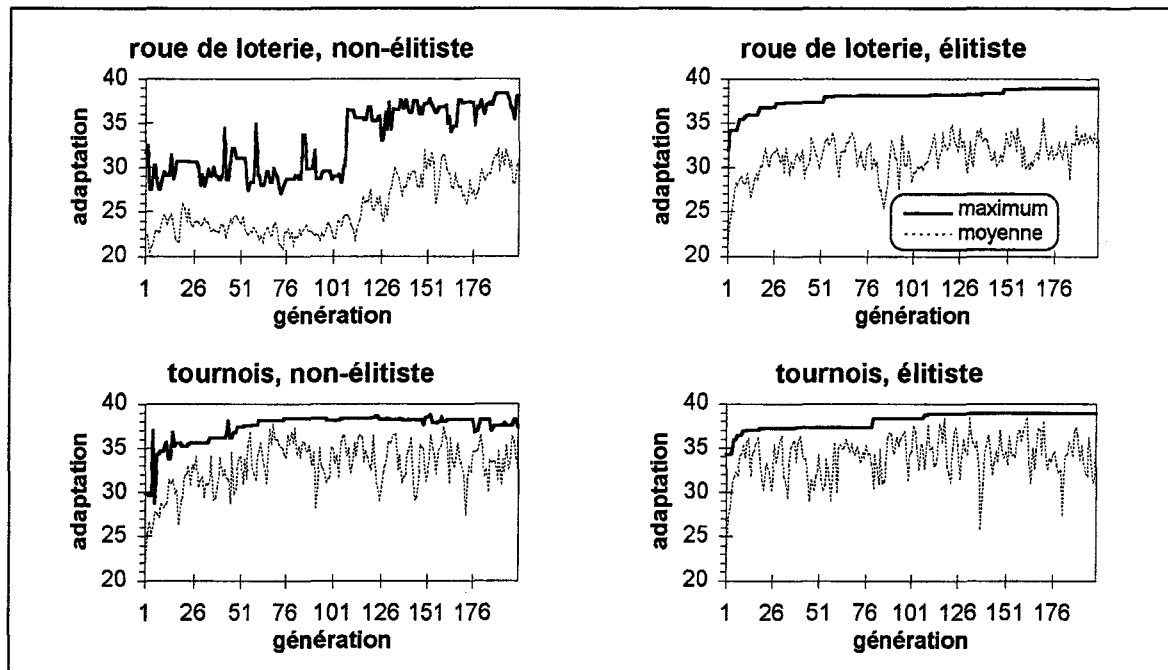 roue de loterie, non-élitiste
adaptation
40
35
30
25
20
1 26 51 76 101 126 151 176
génération
roue de loterie, élitiste
adaptation
40
35
30
25
20
maximum
moyenne
1 26 51 76 101 126 151 176
génération
tournois, non-élitiste
adaptation
40
35
30
25
20
1 26 51 76 101 126 151 176
génération
tournois, élitiste
adaptation
40
35
30
25
20
1 26 51 76 101 126 151 176
génération